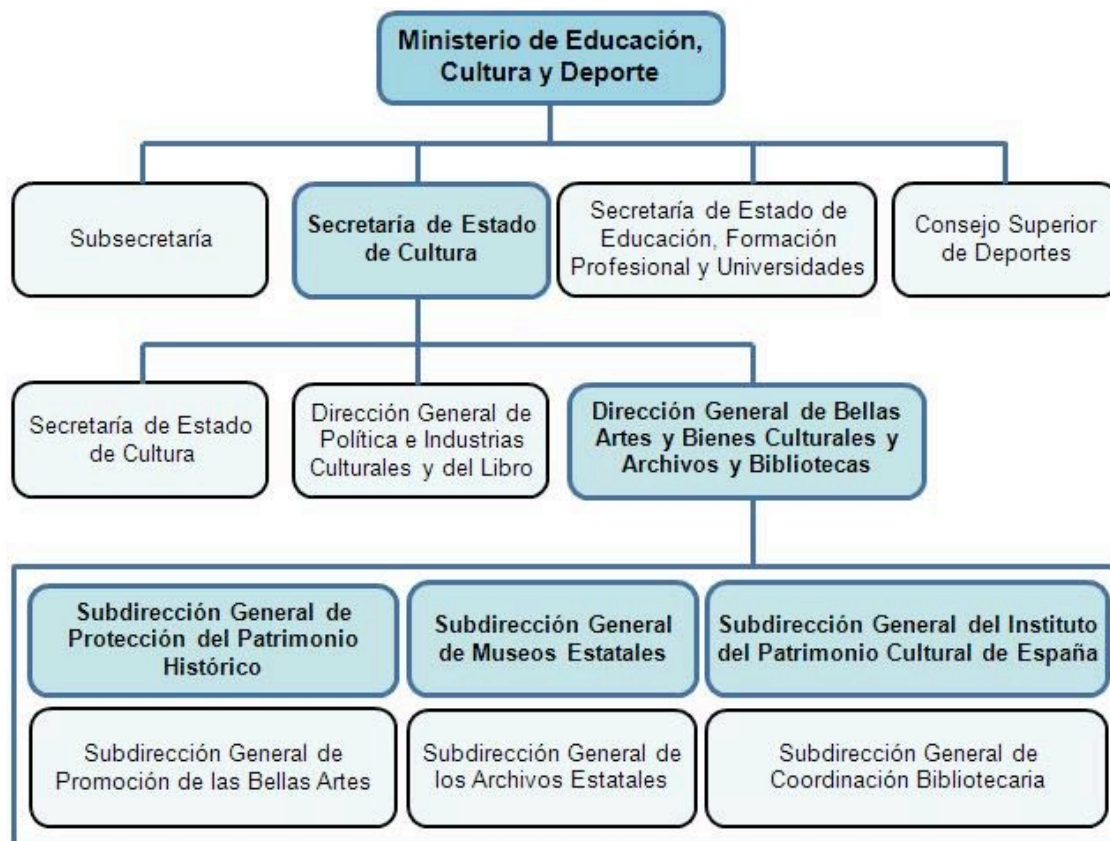 Ministerio de Educación,
Cultura y Deporte
Subsecretaría
Secretaría de Estado
de Cultura
Secretaría de Estado de
Educación, Formación
Profesional y Universidades
Consejo Superior
de Deportes
Secretaría de Estado
de Cultura
Dirección General de
Política e Industrias
Culturales y del Libro
Dirección General de Bellas
Artes y Bienes Culturales y
Archivos y Bibliotecas
Subdirección General de
Protección del Patrimonio
Histórico
Subdirección General
de Museos Estatales
Subdirección General del Instituto
del Patrimonio Cultural de España
Subdirección General de
Promoción de las Bellas Artes
Subdirección General de
los Archivos Estatales
Subdirección General de
Coordinación Bibliotecaria